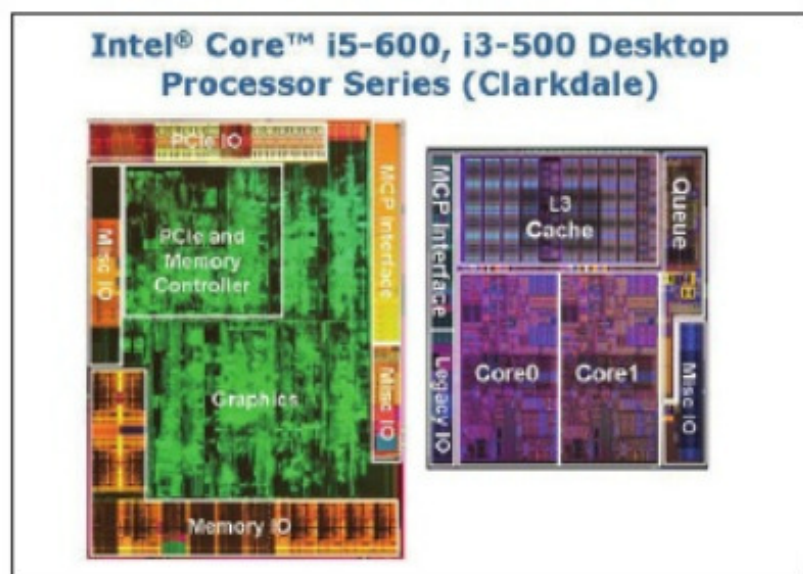 Intel® Core™ i5-600, i3-500 Desktop
Processor Series (Clarkdale)
PCIe IO
MCP Interface
Misc IO
PCIe and
Memory
Controller
Graphics
Misc IO
Memory IO
MCP Interface
L3
Cache
Queue
Legacy IO
Core0
Core1
Misc IO